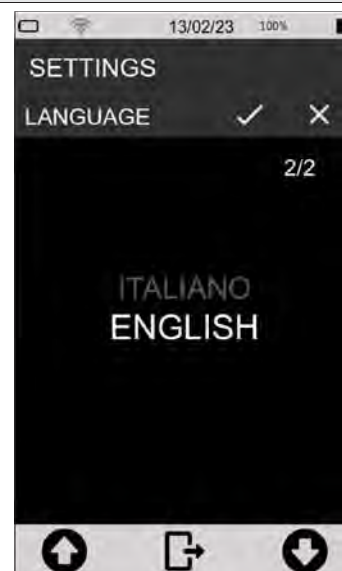 13/02/23 100%
SETTINGS
LANGUAGE
2/2
ITALIANO
ENGLISH